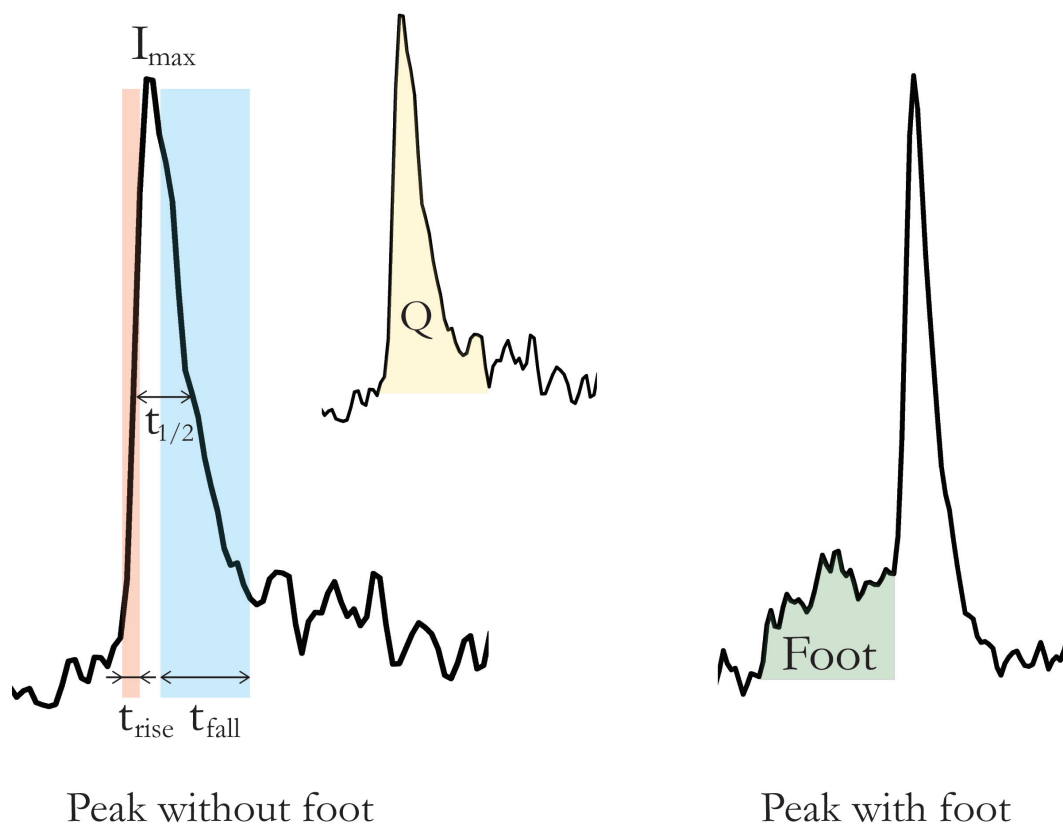 Imax
Q
t1/2
Foot
trise
tfall
Peak without foot
Peak with foot